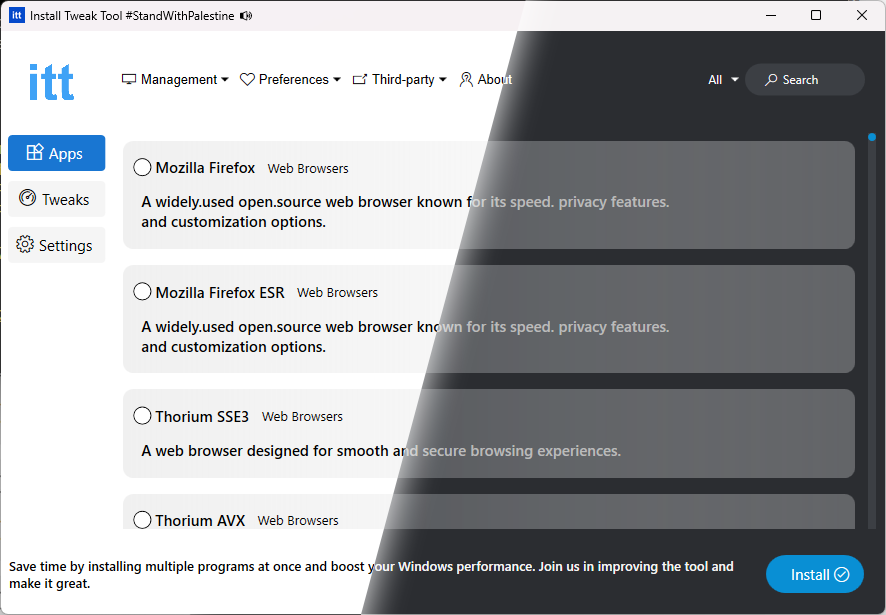 itt Install Tweak Tool #StandWithPalestine
itt
Management Preferences Third-party About All Search
Apps
Tweaks
Settings
Mozilla Firefox Web Browsers
A widely.used open.source web browser known for its speed. privacy features.
and customization options.
Mozilla Firefox ESR Web Browsers
A widely.used open.source web browser known for its speed. privacy features.
and customization options.
Thorium SSE3 Web Browsers
A web browser designed for smooth and secure browsing experiences.
Thorium AVX Web Browsers
Save time by installing multiple programs at once and boost your Windows performance. Join us in improving the tool and
make it great.
Install